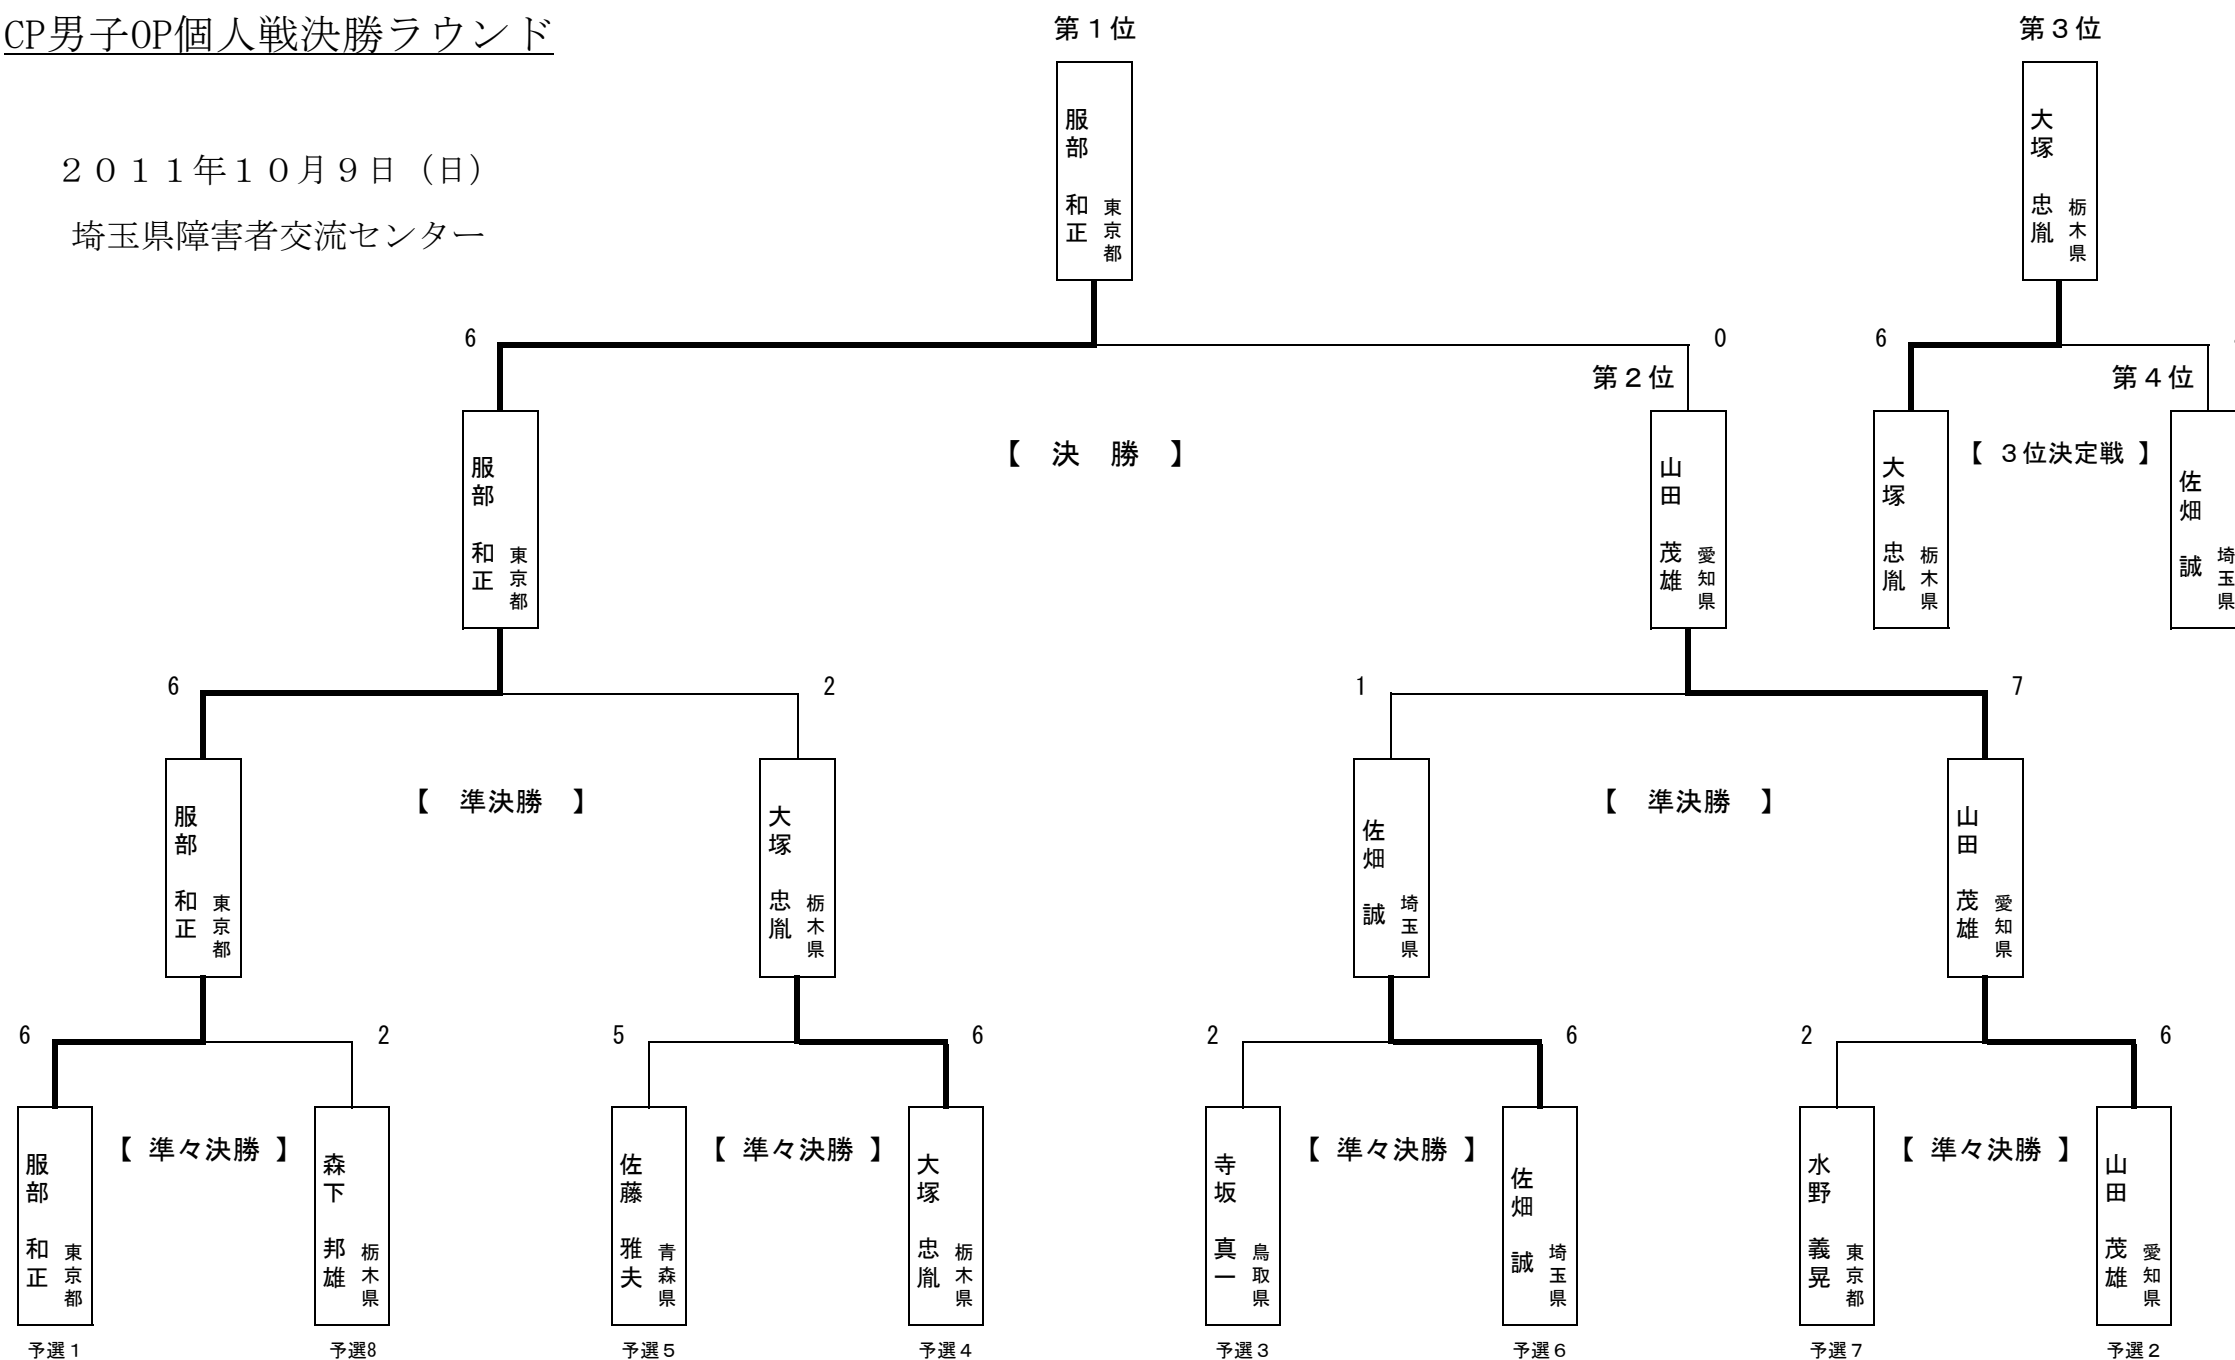 CP男子OP個人戦決勝ラウンド
２０１１年１０月９日（日）
埼玉県障害者交流センター
第１位
服部 和正 東京都
第３位
大塚 忠胤 栃木県
6
0
6
第２位
第４位
服部 和正 東京都
【 決 勝 】
山田 茂雄 愛知県
大塚 忠胤 栃木県
【 ３位決定戦 】
佐畑 誠 埼玉県
6
2
1
7
服部 和正 東京都
【 準決勝 】
大塚 忠胤 栃木県
佐畑 誠 埼玉県
【 準決勝 】
山田 茂雄 愛知県
6
2
5
6
2
6
2
6
服部 和正 東京都
【 準々決勝 】
森下 邦雄 栃木県
佐藤 雅夫 青森県
【 準々決勝 】
大塚 忠胤 栃木県
寺坂 真一 鳥取県
【 準々決勝 】
佐畑 誠 埼玉県
水野 義晃 東京都
【 準々決勝 】
山田 茂雄 愛知県
予選１
予選8
予選５
予選４
予選３
予選６
予選７
予選２